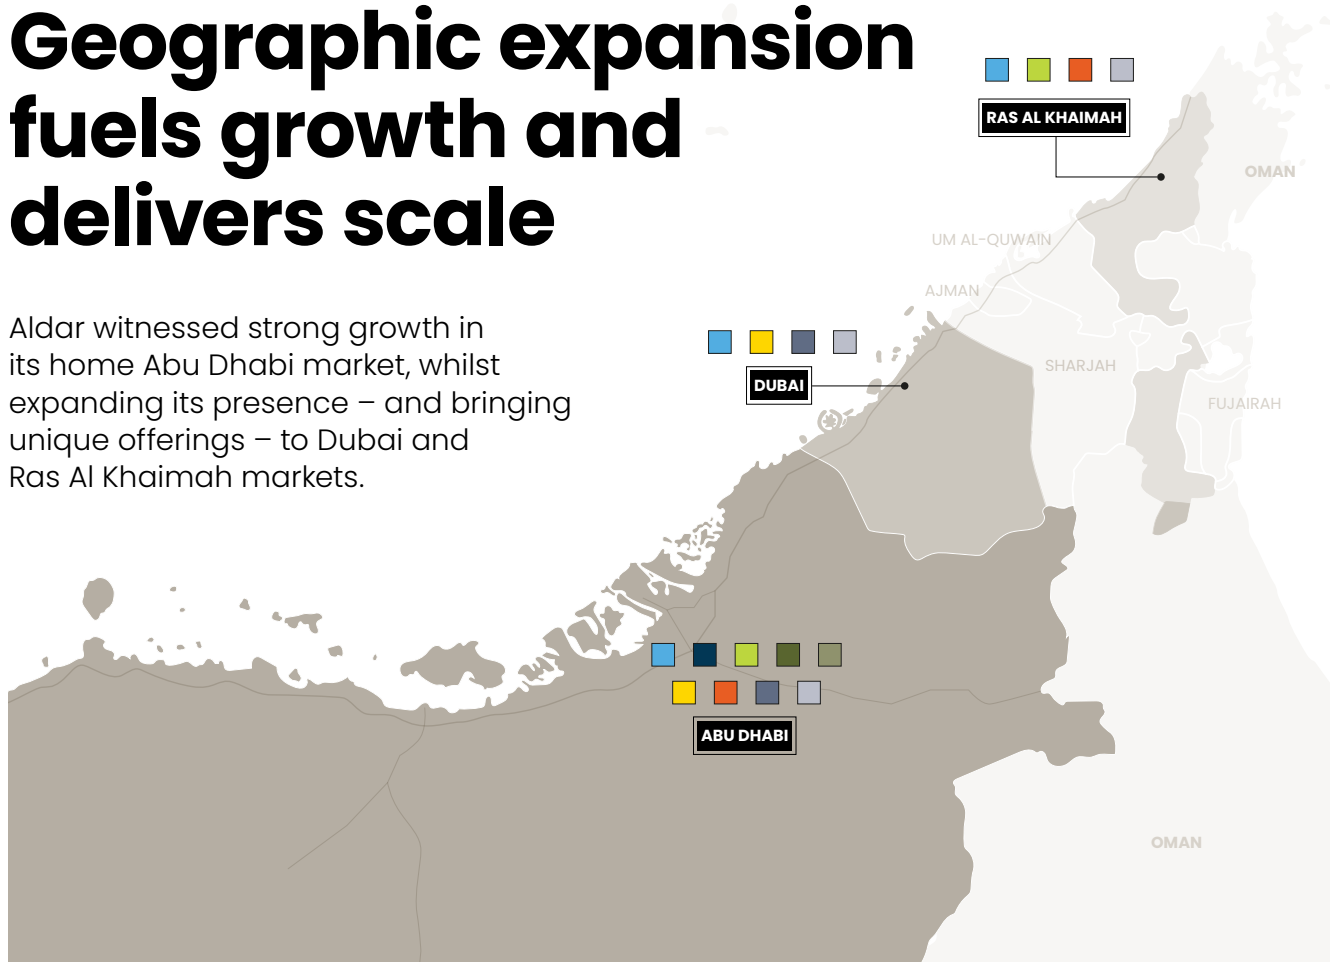 Geographic expansion
fuels growth and
delivers scale
Aldar witnessed strong growth in
its home Abu Dhabi market, whilst
expanding its presence – and bringing
unique offerings – to Dubai and
Ras Al Khaimah markets.
RAS AL KHAIMAH
OMAN
UM AL-QUWAIN
AJMAN
SHARJAH
DUBAI
FUJAIRAH
ABU DHABI
OMAN